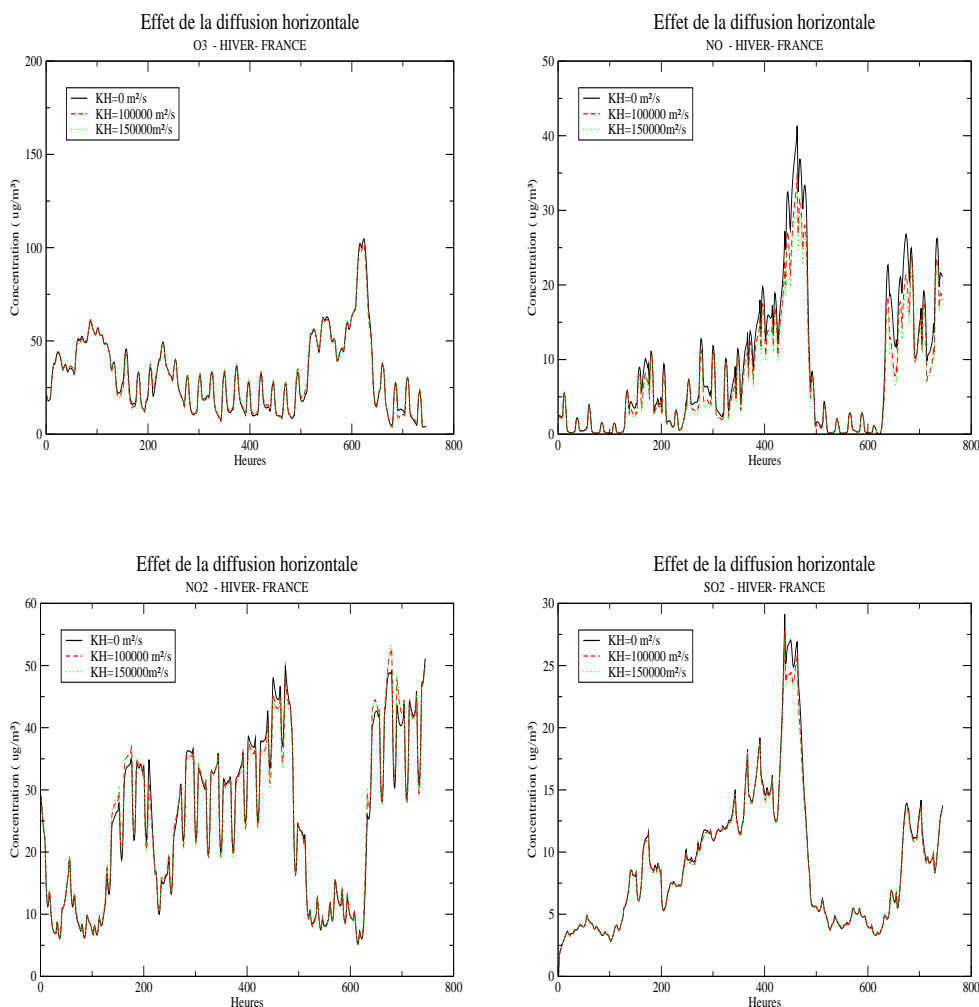 Effet de la diffusion horizontale
O3 - HIVER- FRANCE
200
150
100
50
0
Concentration ( ug/m³)
KH=0 m²/s
KH=100000 m²/s
KH=150000m²/s
0 200 400 600 800
Heures
Effet de la diffusion horizontale
NO - HIVER- FRANCE
50
40
30
20
10
0
Concentration ( ug/m³)
KH=0 m²/s
KH=100000 m²/s
KH=150000m²/s
0 200 400 600 800
Heures
Effet de la diffusion horizontale
NO2 - HIVER- FRANCE
60
50
40
30
20
10
0
Concentration ( ug/m³)
KH=0 m²/s
KH=100000 m²/s
KH=150000m²/s
0 200 400 600 800
Heures
Effet de la diffusion horizontale
SO2 - HIVER- FRANCE
30
25
20
15
10
5
0
Concentration ( ug/m³)
KH=0 m²/s
KH=100000 m²/s
KH=150000m²/s
0 200 400 600 800
Heures